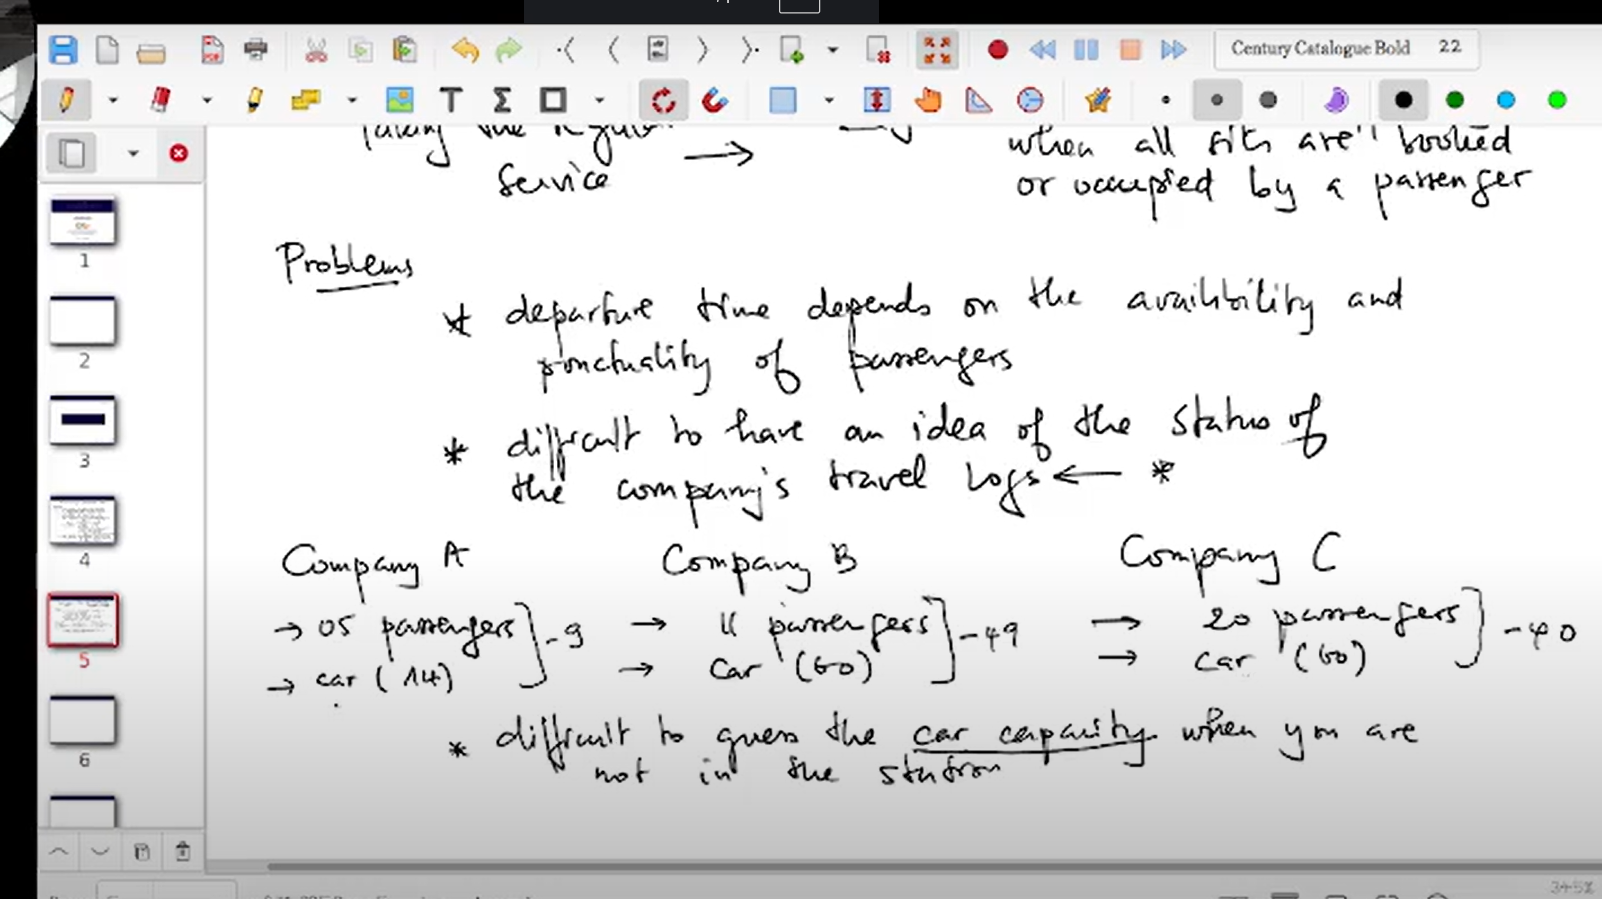 Century Catalogue Bold 22
Taking the regular
when all sits are booked
service →
or occupied by a passenger
Problems
* departure time depends on the availibility and
punctuality of passengers
* difficult to have an idea of the status of
the company's travel logs ← *
Company A Company B Company C
→ 05 passengers ] -9 → 11 passengers ] -49 → 20 passengers ] -40
→ car (14) → car (60) → car (60)
* difficult to guess the car capacity when you are
not in the station
1
2
3
4
5
6